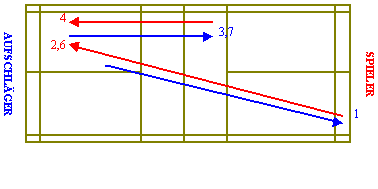 4
3,7
2,6
1
AUFSCHLÄGER
SPIELER